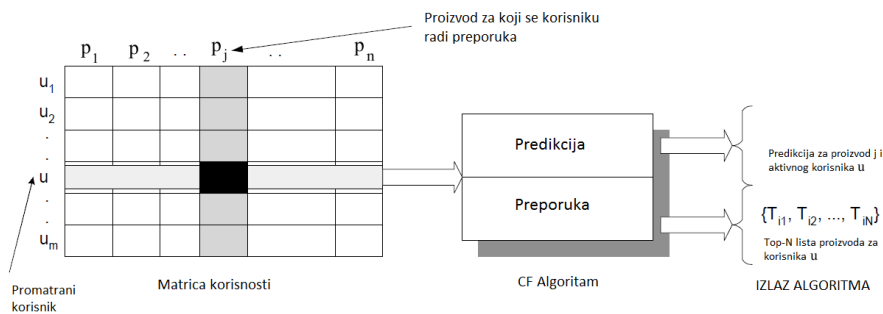 Proizvod za koji se korisniku
radi preporuka
p1 p2 .. pj .. pn
u1
u2
.
.
u
.
.
um
Promatrani
korisnik
Matrica korisnosti
Predikcija
Preporuka
CF Algoritam
Predikcija za proizvod j i
aktivnog korisnika u
{Ti1, Ti2, ..., TiN}
Top-N lista proizvoda za
korisnika u
IZLAZ ALGORITMA